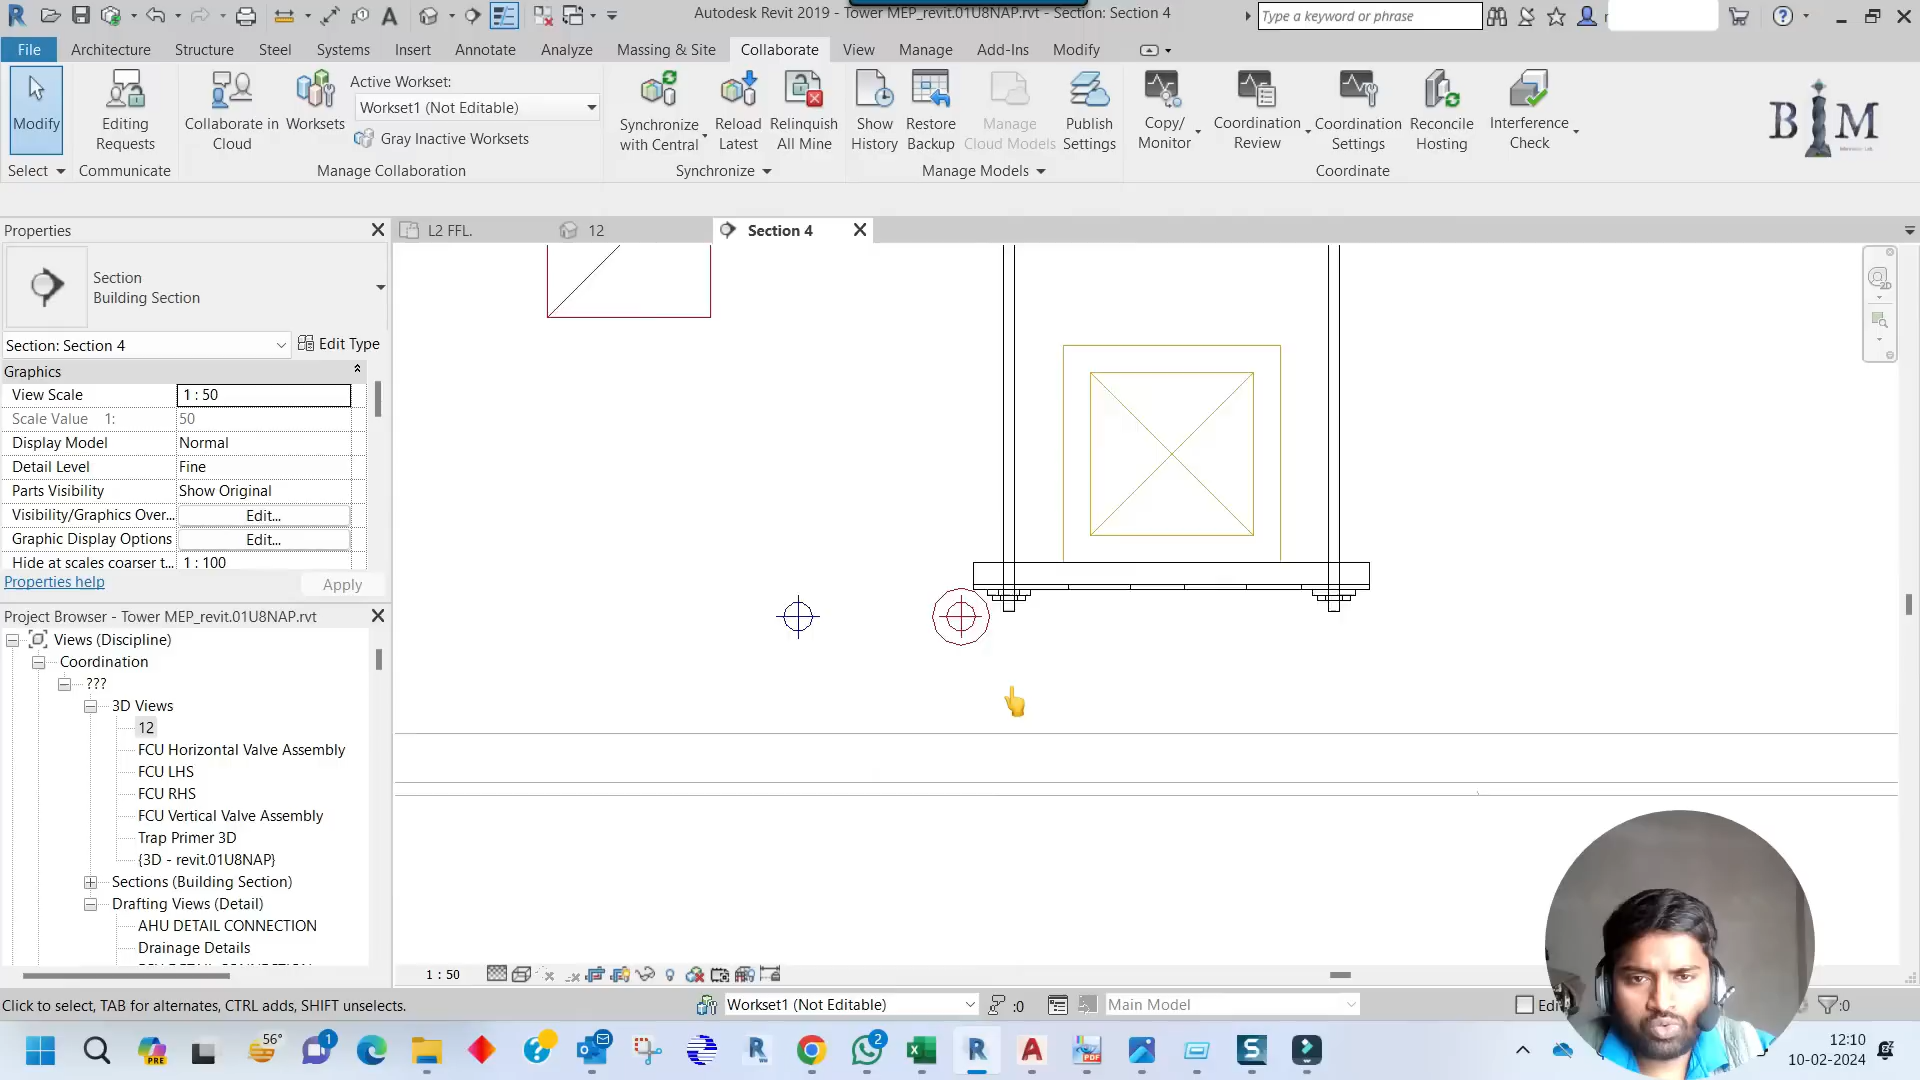 Autodesk Revit 2019 - Tower MEP_revit.01U8NAP.rvt - Section: Section 4
Type a keyword or phrase
File Architecture Structure Steel Systems Insert Annotate Analyze Massing & Site Collaborate View Manage Add-Ins Modify
Modify
Editing Requests
Collaborate in Cloud
Worksets
Active Workset:
Workset1 (Not Editable)
Gray Inactive Worksets
Synchronize with Central
Reload Latest
Relinquish All Mine
Show History
Restore Backup
Manage Cloud Models
Publish Settings
Copy/ Monitor
Coordination Review
Coordination Settings
Reconcile Hosting
Interference Check
BIM
Select Communicate Manage Collaboration Synchronize Manage Models Coordinate
Properties
L2 FFL. 12 Section 4
Section
Building Section
Section: Section 4 Edit Type
Graphics
View Scale 1 : 50
Scale Value 1: 50
Display Model Normal
Detail Level Fine
Parts Visibility Show Original
Visibility/Graphics Over... Edit...
Graphic Display Options Edit...
Hide at scales coarser t... 1 : 100
Properties help Apply
Project Browser - Tower MEP_revit.01U8NAP.rvt
Views (Discipline)
Coordination
???
3D Views
12
FCU Horizontal Valve Assembly
FCU LHS
FCU RHS
FCU Vertical Valve Assembly
Trap Primer 3D
{3D - revit.01U8NAP}
Sections (Building Section)
Drafting Views (Detail)
AHU DETAIL CONNECTION
Drainage Details
2D
1 : 50
Click to select, TAB for alternates, CTRL adds, SHIFT unselects.
Workset1 (Not Editable) :0 Main Model :0
56°
PRE
1
2
PDF
12:10
10-02-2024